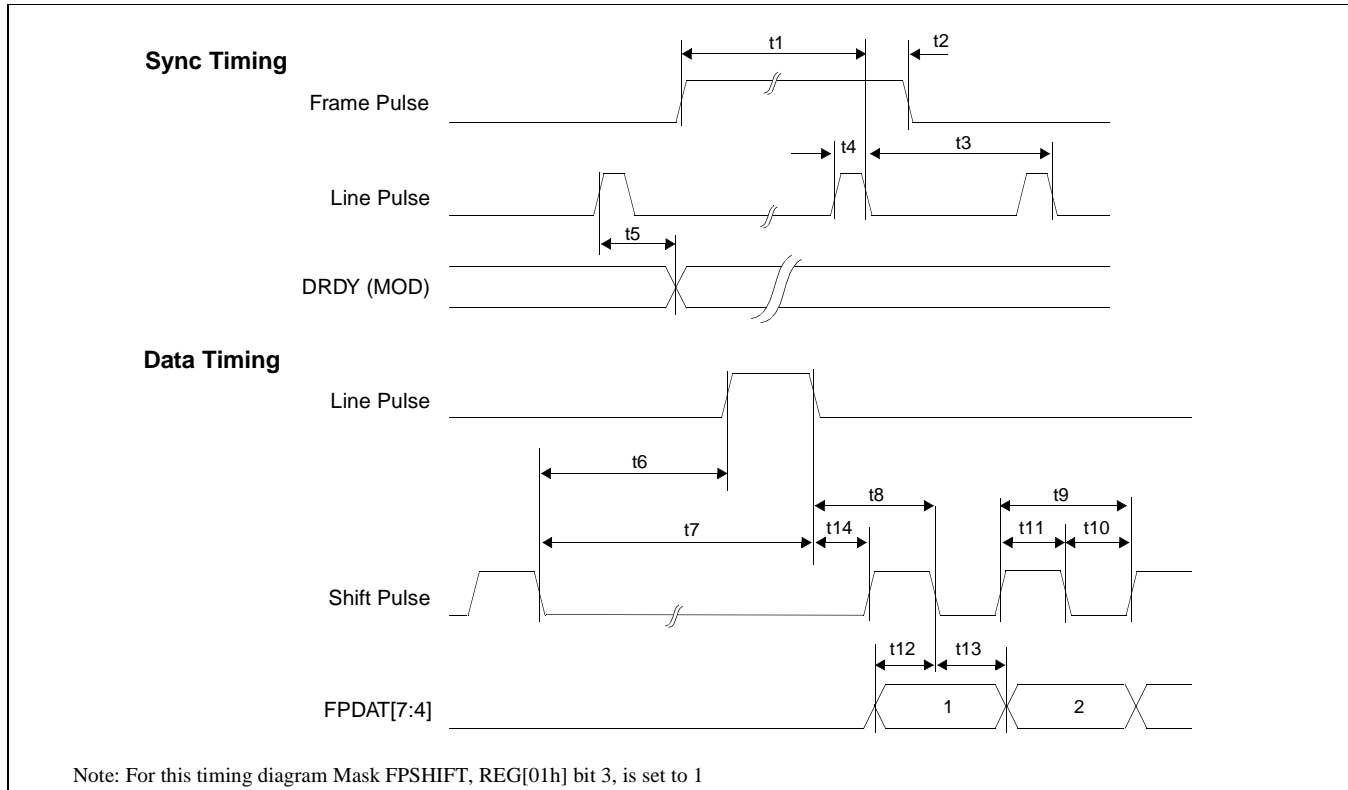 Sync Timing
t1
t2
Frame Pulse
t4
t3
Line Pulse
t5
DRDY (MOD)
Data Timing
Line Pulse
t6
t8
t9
t7
t14
t11
t10
Shift Pulse
t12
t13
FPDAT[7:4]
1
2
Note: For this timing diagram Mask FPSHIFT, REG[01h] bit 3, is set to 1